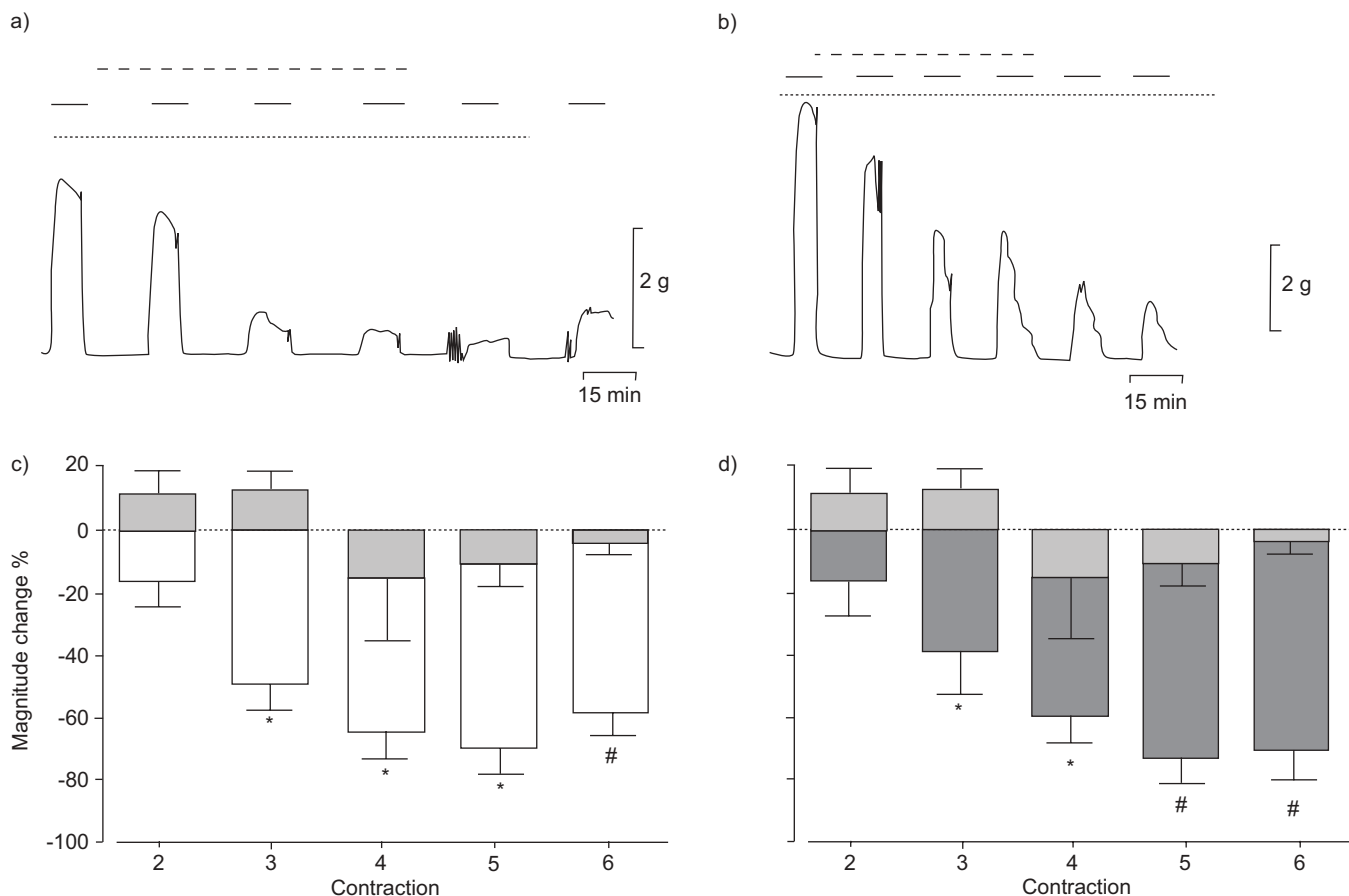 a)
b)
2 g
2 g
15 min
15 min
c)
d)
Magnitude change %
20
0
-20
-40
-60
-80
-100
*
*
*
#
*
*
#
#
2 3 4 5 6
2 3 4 5 6
Contraction
Contraction